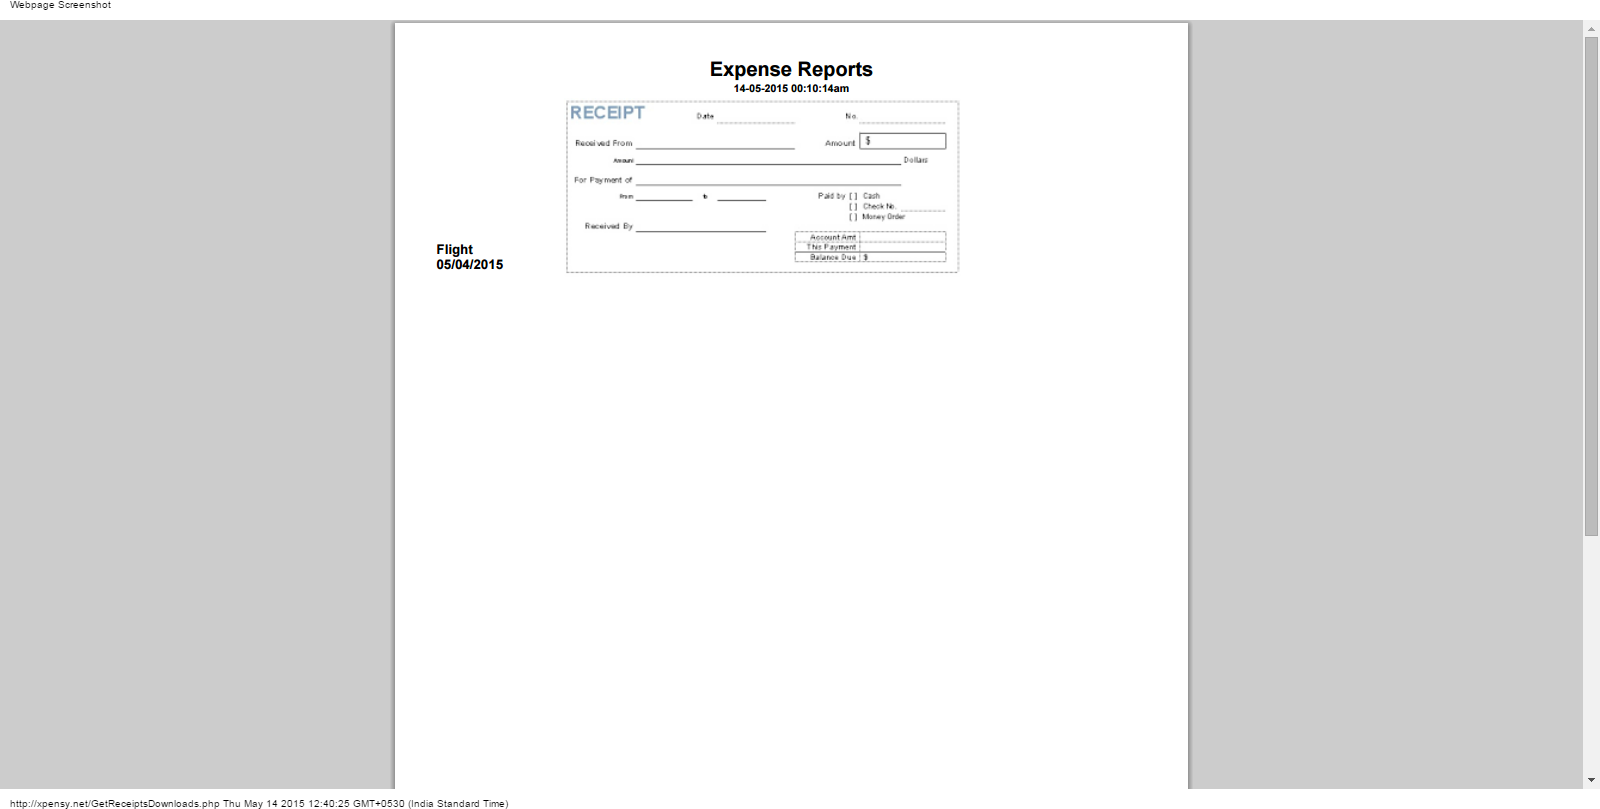 Webpage Screenshot
Expense Reports
14-05-2015 00:10:14am
RECEIPT Date No.
Received From Amount $
Amount Dollars
For Payment of
From to Paid by [ ] Cash
[ ] Check No.
[ ] Money Order
Received By
Account Amt
This Payment
Balance Due $
Flight
05/04/2015
http://xpensy.net/GetReceiptsDownloads.php Thu May 14 2015 12:40:25 GMT+0530 (India Standard Time)